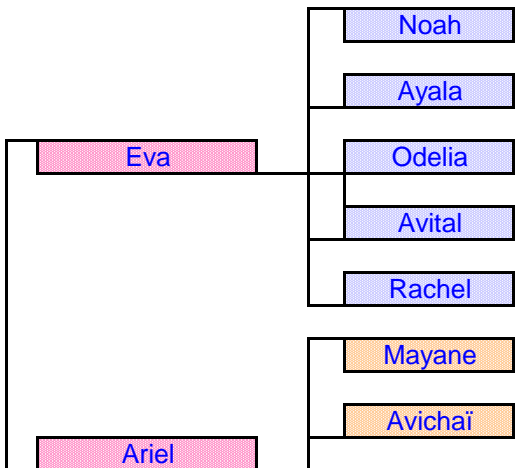 Noah
Ayala
Eva
Odelia
Avital
Rachel
Mayane
Avichaï
Ariel